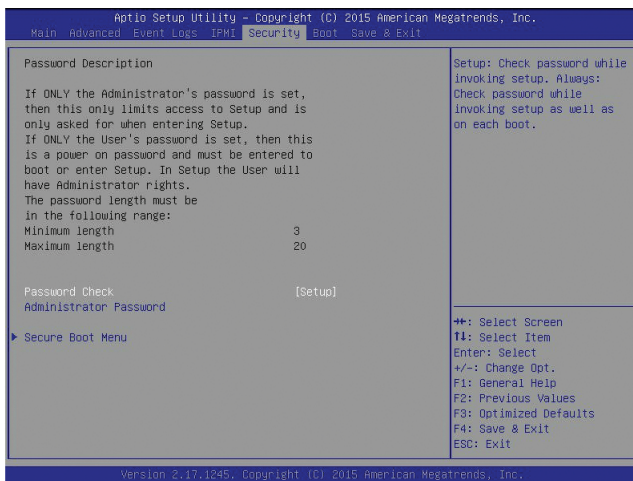 Aptio Setup Utility – Copyright (C) 2015 American Megatrends, Inc.
Main Advanced Event Logs IPMI Security Boot Save & Exit
Password Description
If ONLY the Administrator's password is set,
then this only limits access to Setup and is
only asked for when entering Setup.
If ONLY the User's password is set, then this
is a power on password and must be entered to
boot or enter Setup. In Setup the User will
have Administrator rights.
The password length must be
in the following range:
Minimum length 3
Maximum length 20
Password Check [Setup]
Administrator Password
Secure Boot Menu
Setup: Check password while
invoking setup. Always:
Check password while
invoking setup as well as
on each boot.
→←: Select Screen
↑↓: Select Item
Enter: Select
+/-: Change Opt.
F1: General Help
F2: Previous Values
F3: Optimized Defaults
F4: Save & Exit
ESC: Exit
Version 2.17.1245. Copyright (C) 2015 American Megatrends, Inc.